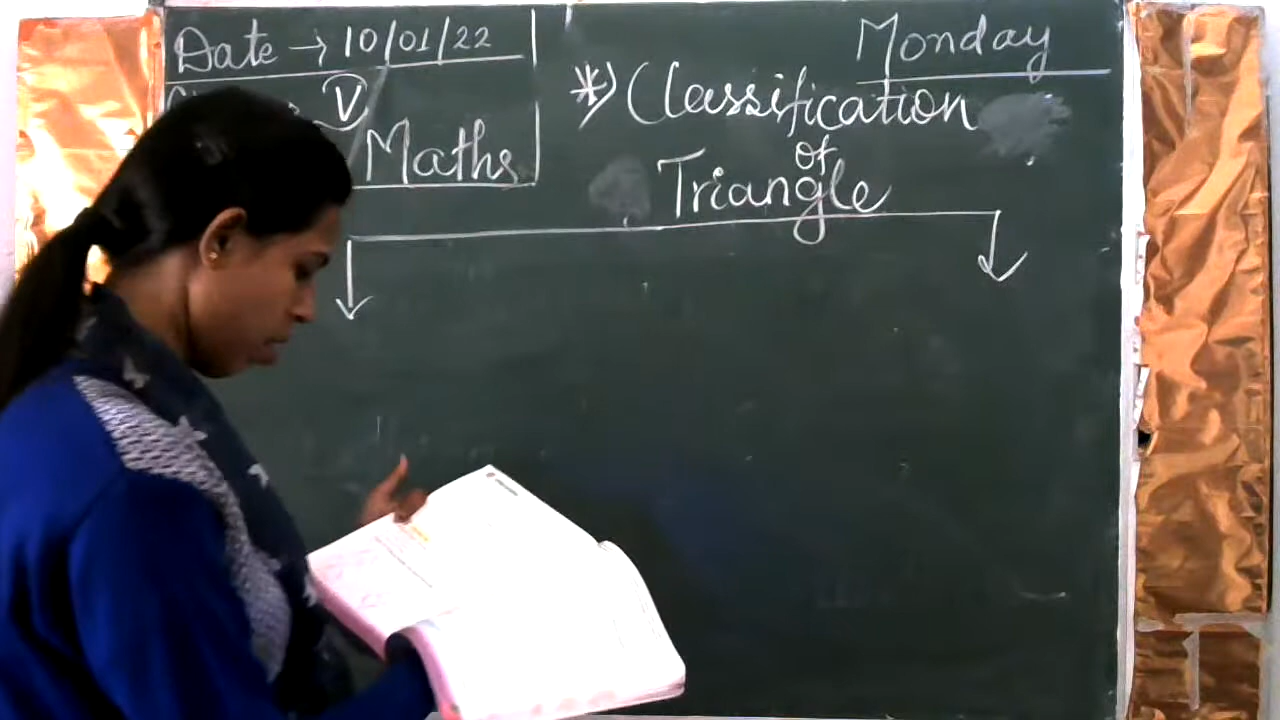 Date → 10/01/22
V
Maths
Monday
*) Classification
of
Triangle